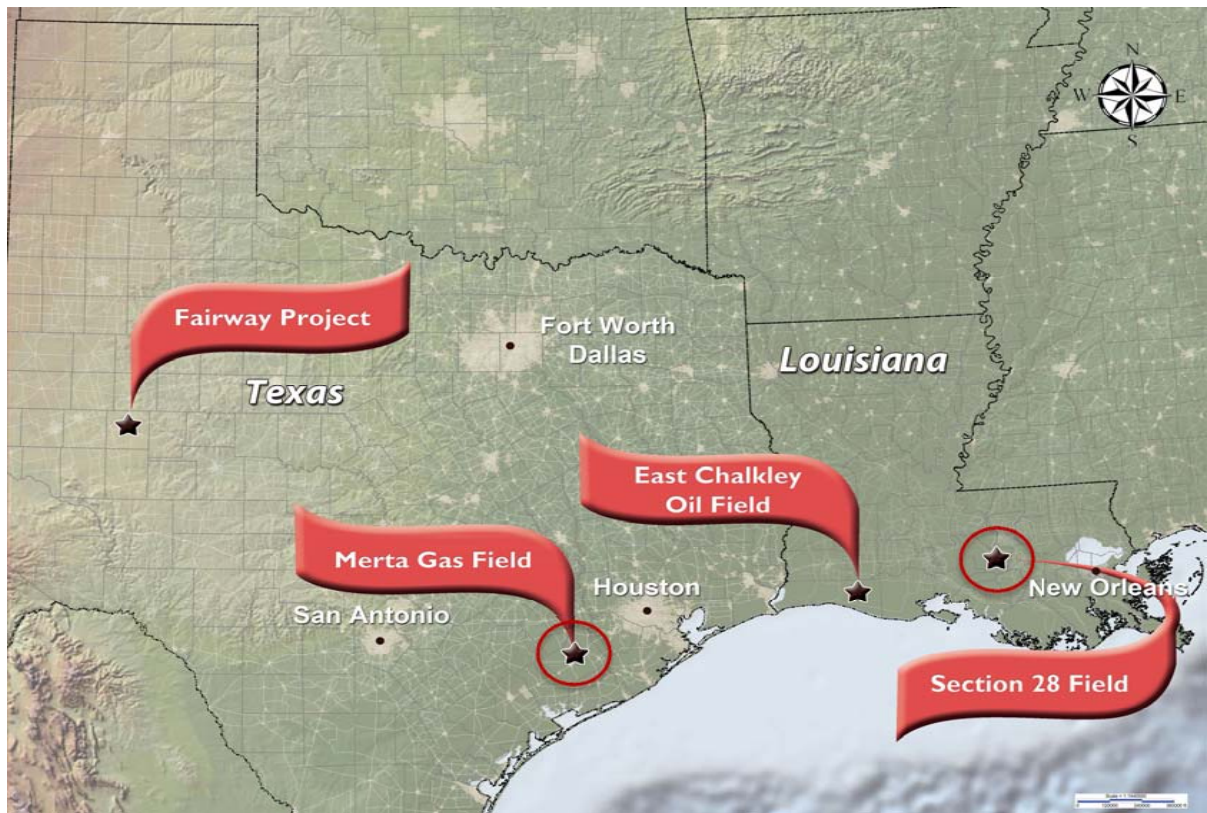 N
W
E
S
Fairway Project
Fort Worth
Dallas
Louisiana
Texas
East Chalkley
Oil Field
Merta Gas Field
Houston
New Orleans
San Antonio
Section 28 Field